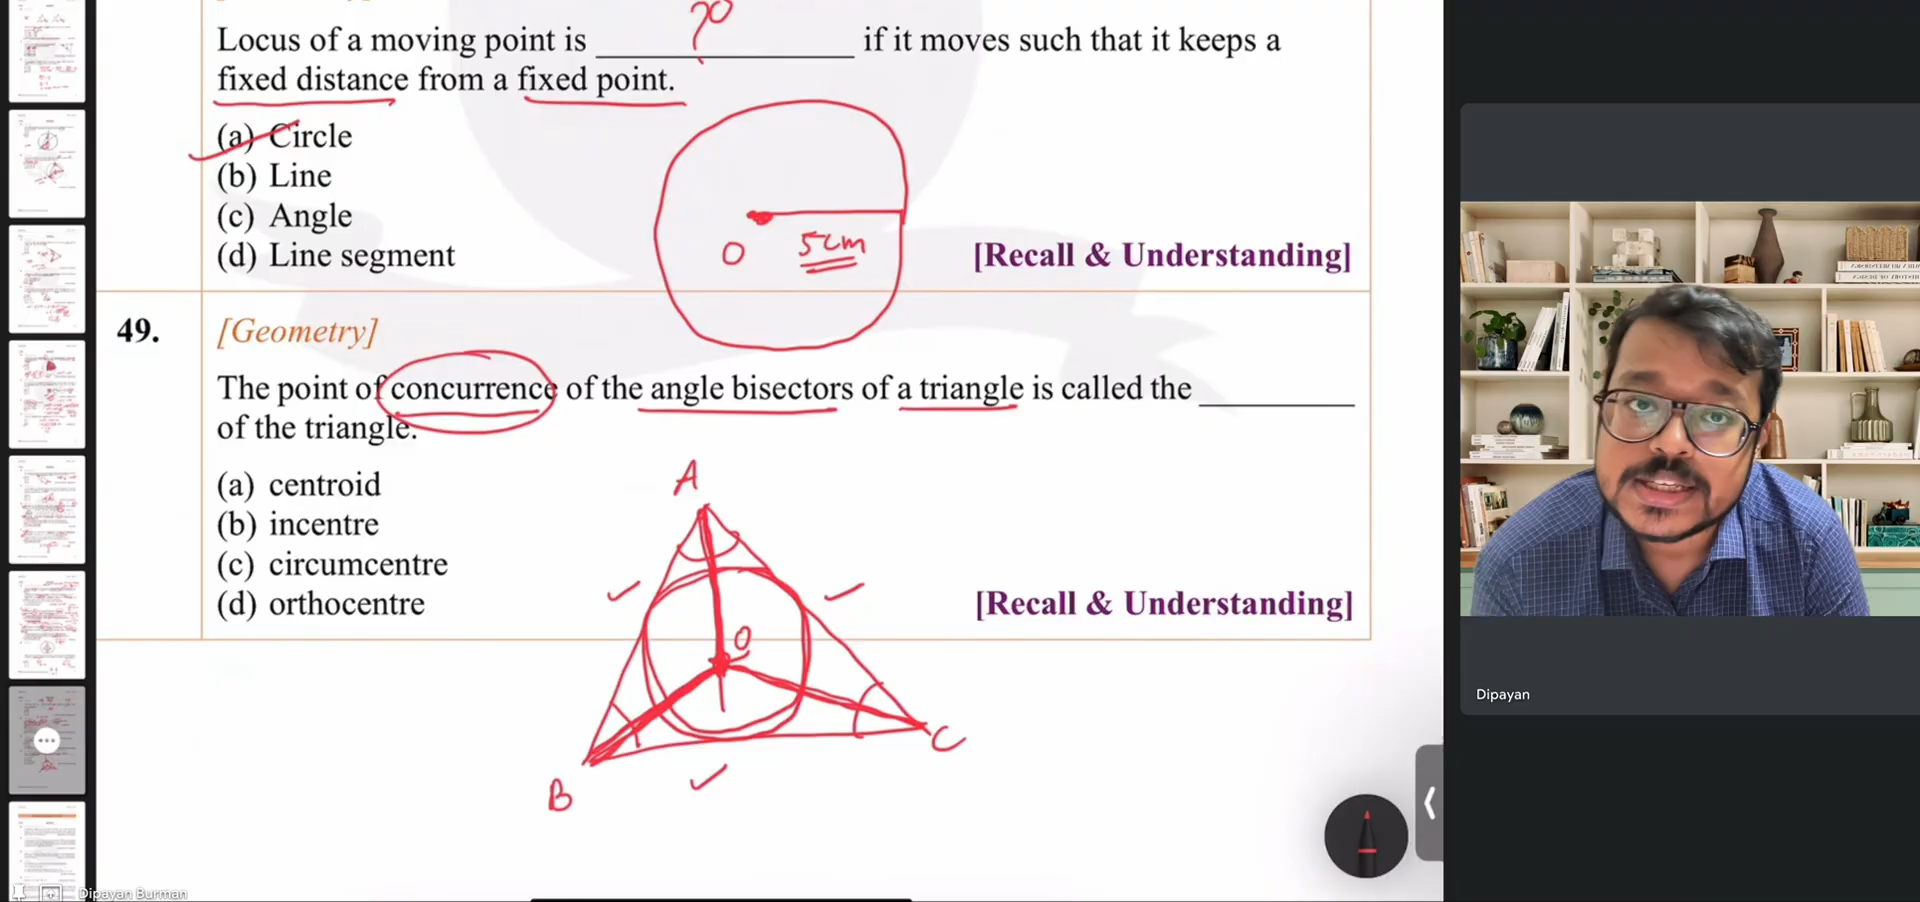 Locus of a moving point is ______________ if it moves such that it keeps a
fixed distance from a fixed point.
(a) Circle
(b) Line
(c) Angle
(d) Line segment
O 5cm
[Recall & Understanding]
49.
[Geometry]
The point of concurrence of the angle bisectors of a triangle is called the ________
of the triangle.
(a) centroid
(b) incentre
(c) circumcentre
(d) orthocentre
[Recall & Understanding]
A
O
B
C
Dipayan
Dipayan Burman